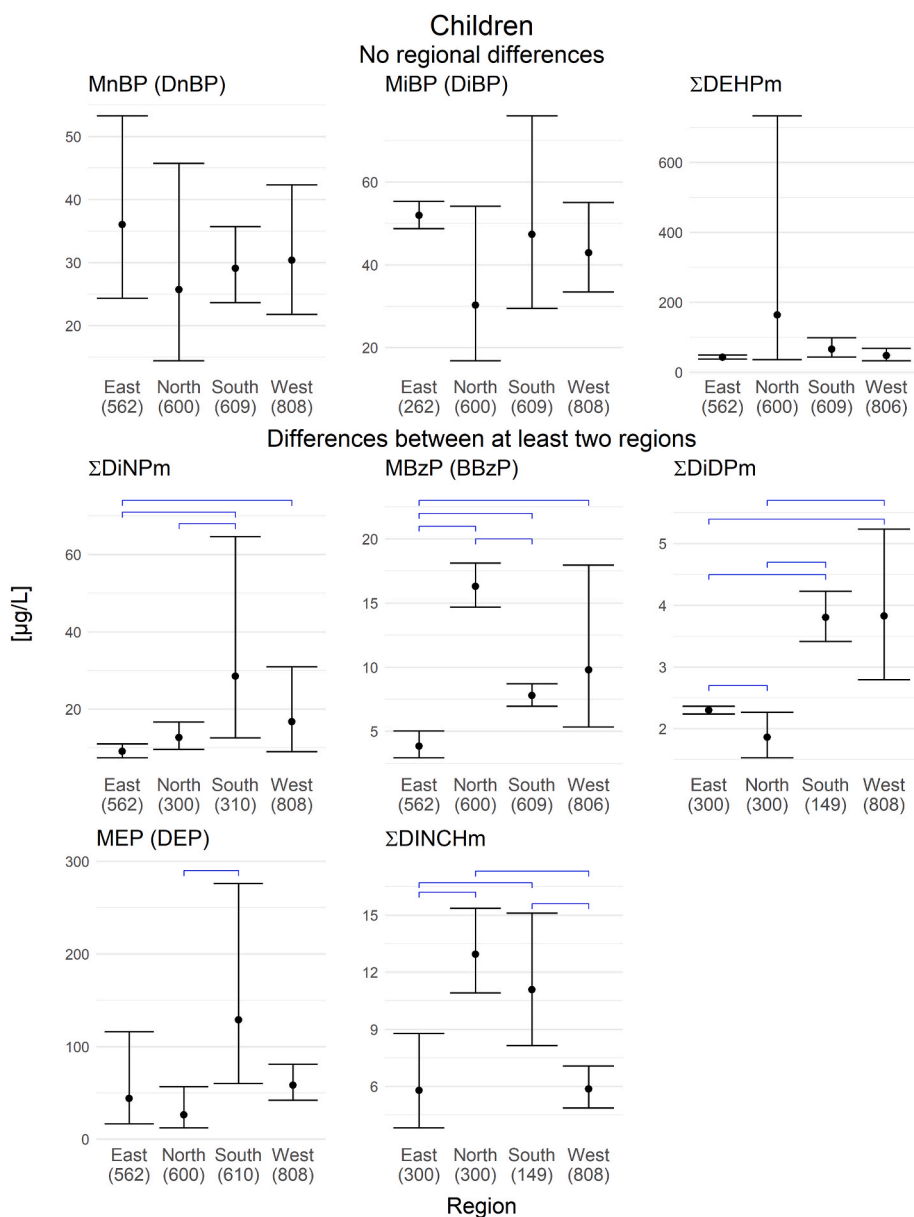 Children
No regional differences
MnBP (DnBP)
50
40
30
20
East North South West
(562) (600) (609) (808)
MiBP (DiBP)
60
40
20
East North South West
(262) (600) (609) (808)
ΣDEHPm
600
400
200
0
East North South West
(562) (600) (609) (806)
Differences between at least two regions
[µg/L]
ΣDiNPm
60
40
20
East North South West
(562) (300) (310) (808)
MBzP (BBzP)
20
15
10
5
East North South West
(562) (600) (609) (806)
ΣDiDPm
5
4
3
2
East North South West
(300) (300) (149) (808)
MEP (DEP)
300
200
100
0
East North South West
(562) (600) (610) (808)
ΣDINCHm
15
12
9
6
East North South West
(300) (300) (149) (808)
Region